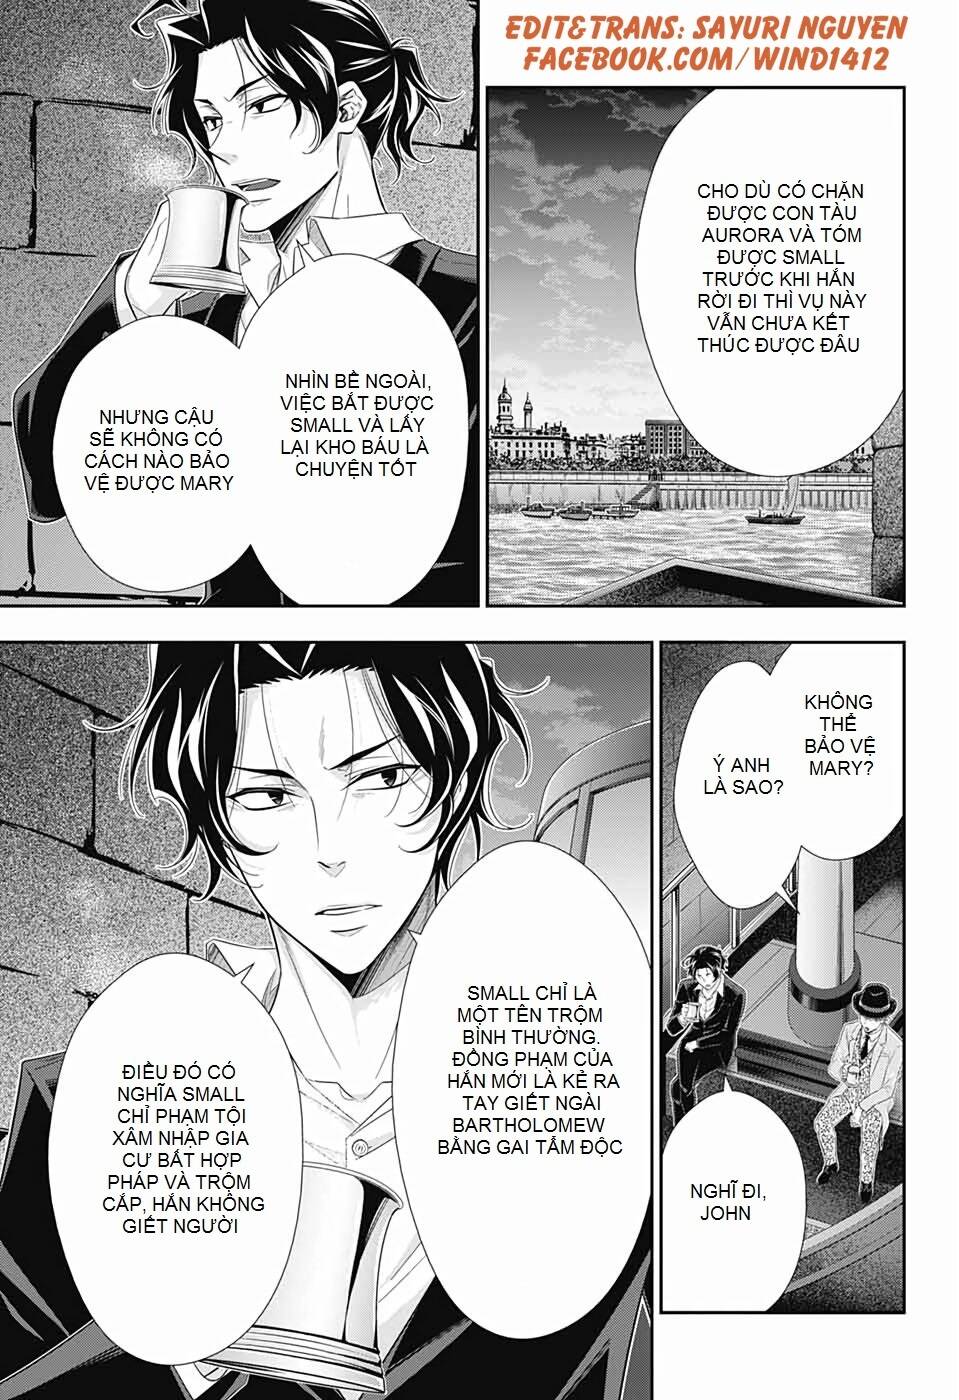 EDIT&TRANS: SAYURI NGUYEN
FACEBOOK.COM/WIND1412
CHO DÙ CÓ CHẶN
ĐƯỢC CON TÀU
AURORA VÀ TÓM
ĐƯỢC SMALL
TRƯỚC KHI HẮN
RỜI ĐI THÌ VỤ NÀY
VẪN CHƯA KẾT
THÚC ĐƯỢC ĐÂU
NHÌN BỀ NGOÀI,
VIỆC BẮT ĐƯỢC
SMALL VÀ LẤY
LẠI KHO BÁU LÀ
CHUYỆN TỐT
NHƯNG CẬU
SẼ KHÔNG CÓ
CÁCH NÀO BẢO
VỆ ĐƯỢC MARY
KHÔNG
THỂ
BẢO VỆ
MARY?
Ý ANH
LÀ SAO?
NGHĨ ĐI,
JOHN
SMALL CHỈ LÀ
MỘT TÊN TRỘM
BÌNH THƯỜNG.
ĐỒNG PHẠM CỦA
HẮN MỚI LÀ KẺ RA
TAY GIẾT NGÀI
BARTHOLOMEW
BẰNG GAI TẨM ĐỘC
ĐIỀU ĐÓ CÓ
NGHĨA SMALL
CHỈ PHẠM TỘI
XÂM NHẬP GIA
CƯ BẤT HỢP
PHÁP VÀ TRỘM
CẮP, HẮN KHÔNG
GIẾT NGƯỜI